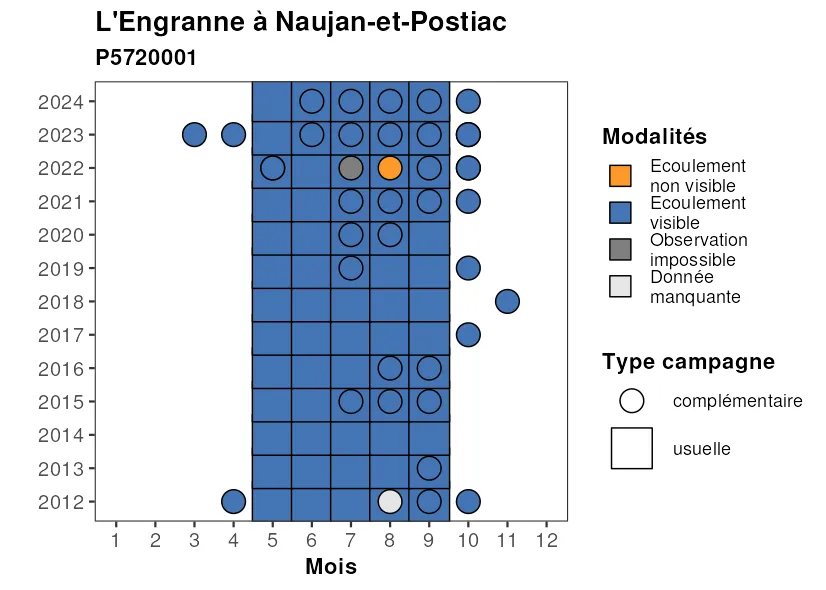 L'Engranne à Naujan-et-Postiac
P5720001
2024
2023
2022
2021
2020
2019
2018
2017
2016
2015
2014
2013
2012
1 2 3 4 5 6 7 8 9 10 11 12
Mois
Modalités
Ecoulement
non visible
Ecoulement
visible
Observation
impossible
Donnée
manquante
Type campagne
complémentaire
usuelle